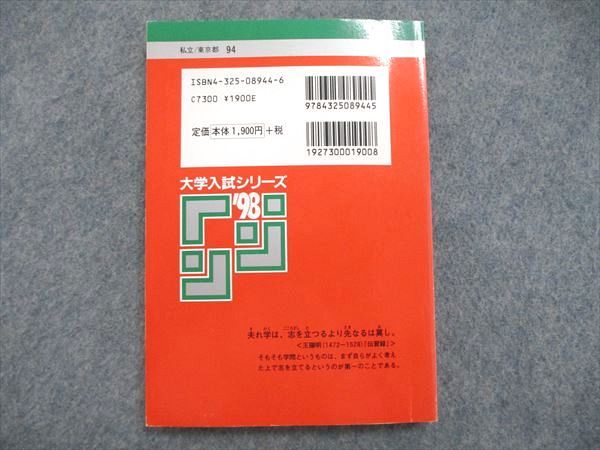 私立/東京都 94
ISBN4-325-08944-6
C7300 ¥1900E
定価 本体1,900円 +税
9784325089445
1927300019008
大学入試シリーズ
'98
夫れ学は、志を立つるより先なるは莫し。
<王陽明(1472−1528)『伝習録』>
そもそも学問というものは、まず自らがよく考え
た上で志を立てるというのが第一のことである。